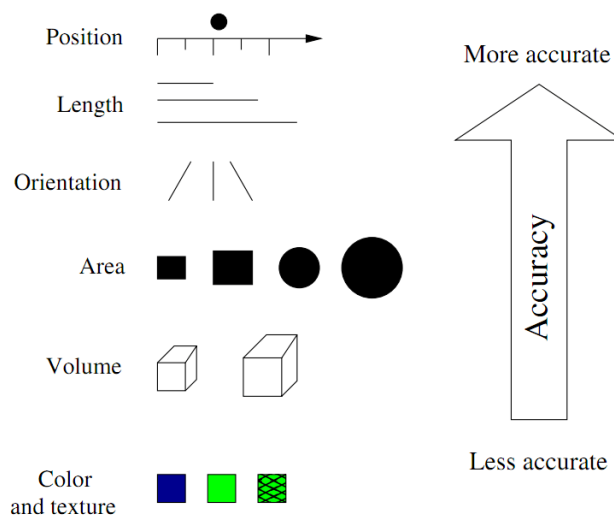 Position
More accurate
Length
Orientation
Accuracy
Area
Volume
Less accurate
Color
and texture